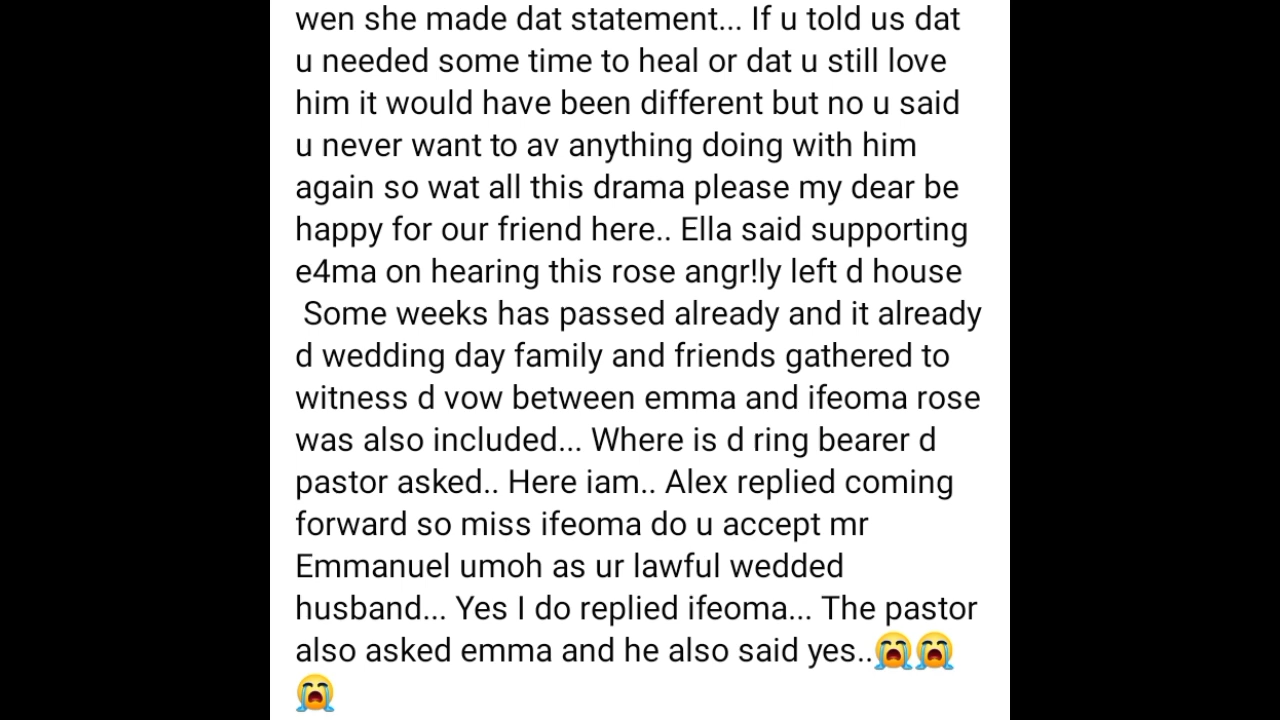 wen she made dat statement... If u told us dat
u needed some time to heal or dat u still love
him it would have been different but no u said
u never want to av anything doing with him
again so wat all this drama please my dear be
happy for our friend here.. Ella said supporting
e4ma on hearing this rose angr!ly left d house
Some weeks has passed already and it already
d wedding day family and friends gathered to
witness d vow between emma and ifeoma rose
was also included... Where is d ring bearer d
pastor asked.. Here iam.. Alex replied coming
forward so miss ifeoma do u accept mr
Emmanuel umoh as ur lawful wedded
husband... Yes I do replied ifeoma... The pastor
also asked emma and he also said yes..😭😭
😭